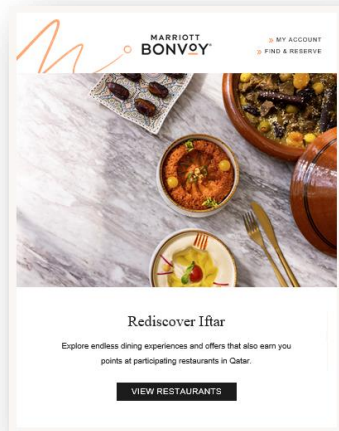 MARRIOTT
BONVOY
» MY ACCOUNT
» FIND & RESERVE
Rediscover Iftar
Explore endless dining experiences and offers that also earn you
points at participating restaurants in Qatar.
VIEW RESTAURANTS